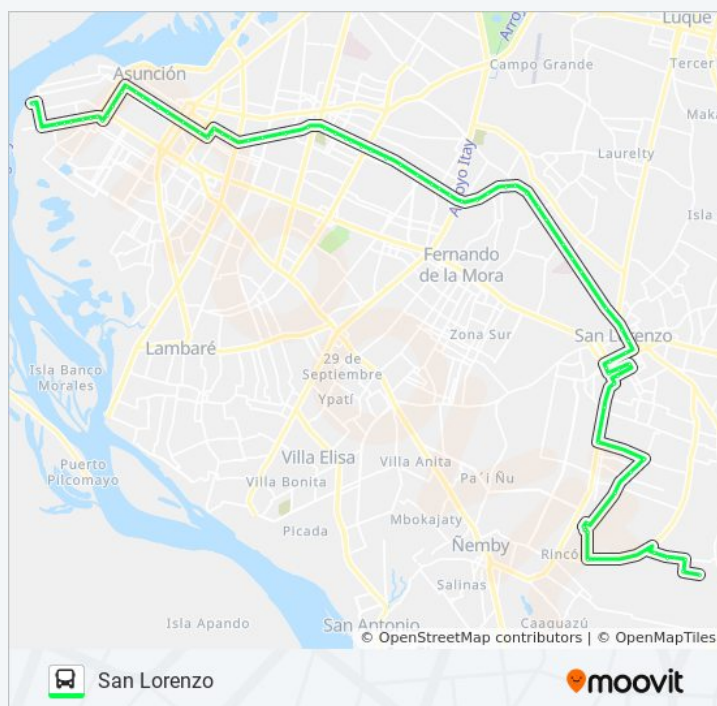 Luque
Asunción
Campo Grande
Tercer
Arroyo
Mak
Laurelty
Arroyo Itay
Isla
Fernando
de la Mora
San Lorenzo
Zona Sur
Lambaré
29 de
Septiembre
Isla Banco
Morales
Ypatí
Villa Elisa
Villa Anita
Puerto
Pilcomayo
Villa Bonita
Pa´i Ñu
Mbokajaty
Picada
Ñemby
Rincó
Salinas
Isla Apando
San Antonio
Caaguazú
© OpenStreetMap contributors | © OpenMapTiles
San Lorenzo
moovit